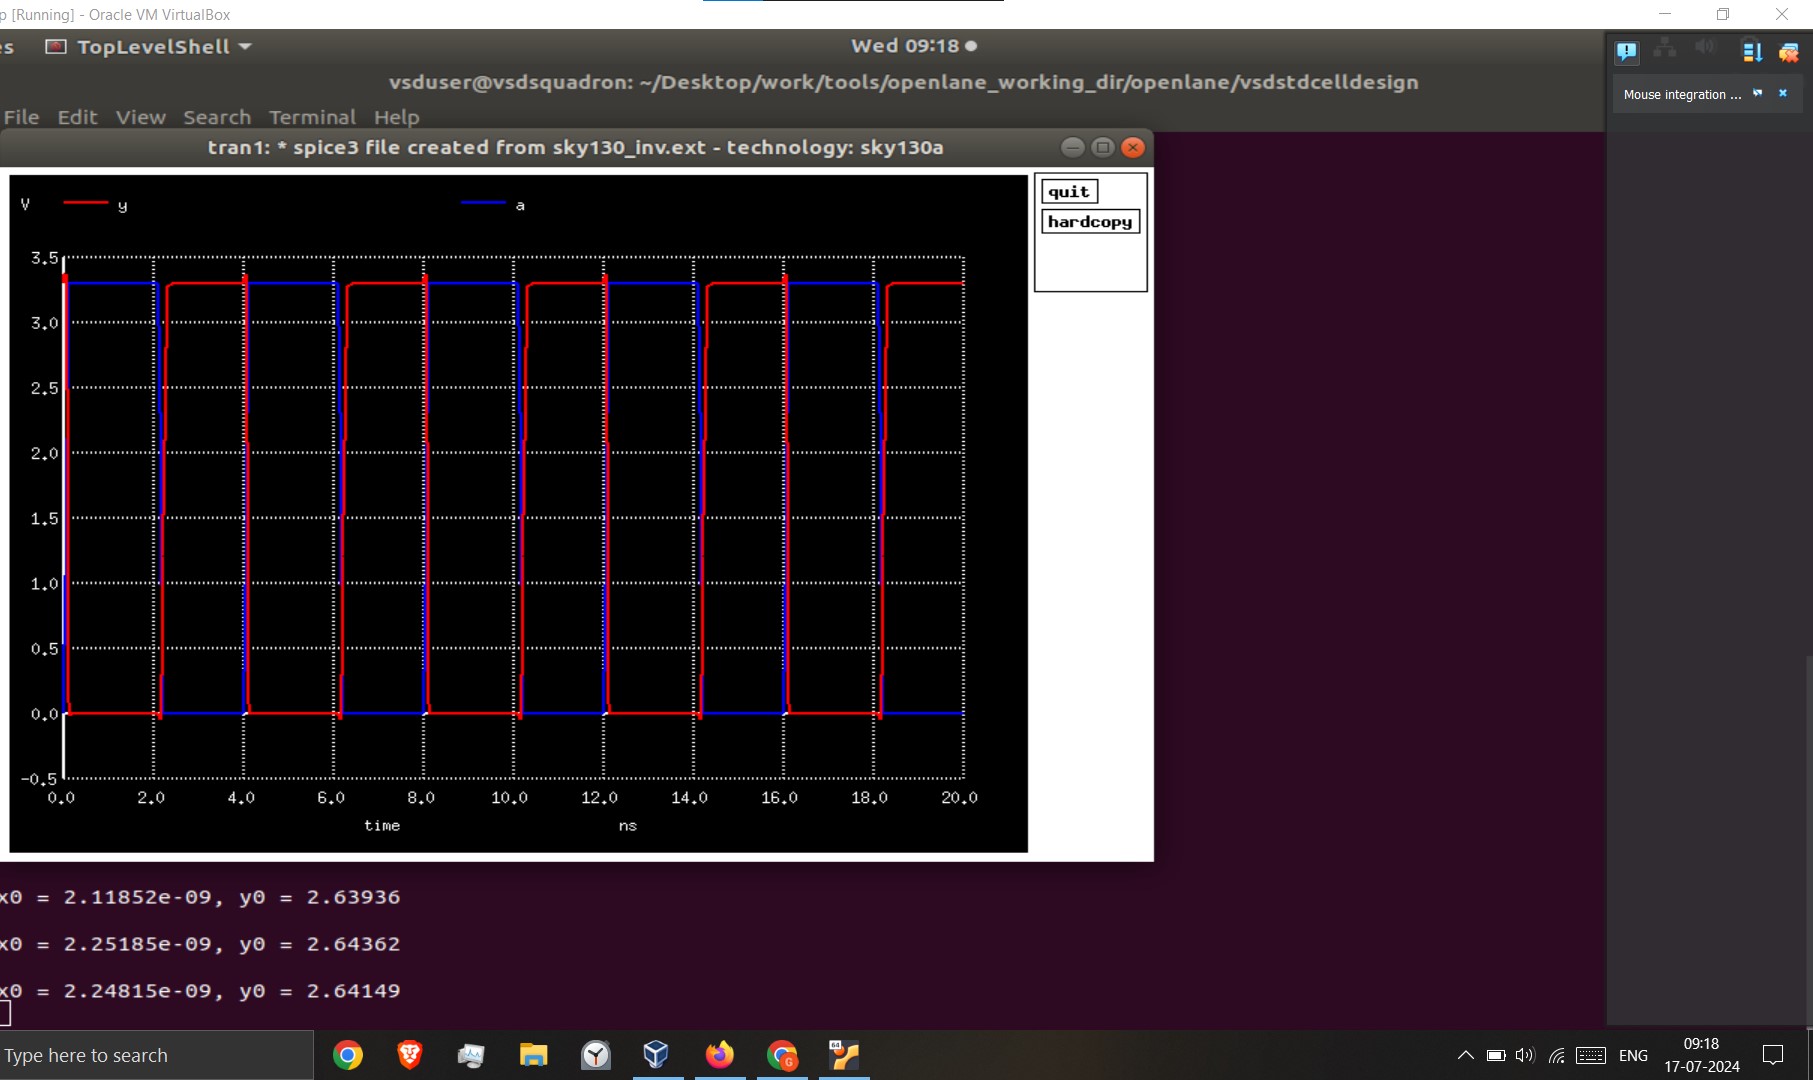 p [Running] - Oracle VM VirtualBox
es TopLevelShell Wed 09:18
vsduser@vsdsquadron: ~/Desktop/work/tools/openlane_working_dir/openlane/vsdstdcelldesign
Mouse integration ...
File Edit View Search Terminal Help
tran1: * spice3 file created from sky130_inv.ext - technology: sky130a
quit
hardcopy
V y a
3.5
3.0
2.5
2.0
1.5
1.0
0.5
0.0
-0.5
0.0 2.0 4.0 6.0 8.0 10.0 12.0 14.0 16.0 18.0 20.0
time ns
x0 = 2.11852e-09, y0 = 2.63936
x0 = 2.25185e-09, y0 = 2.64362
x0 = 2.24815e-09, y0 = 2.64149
Type here to search
G
64
ENG
09:18
17-07-2024